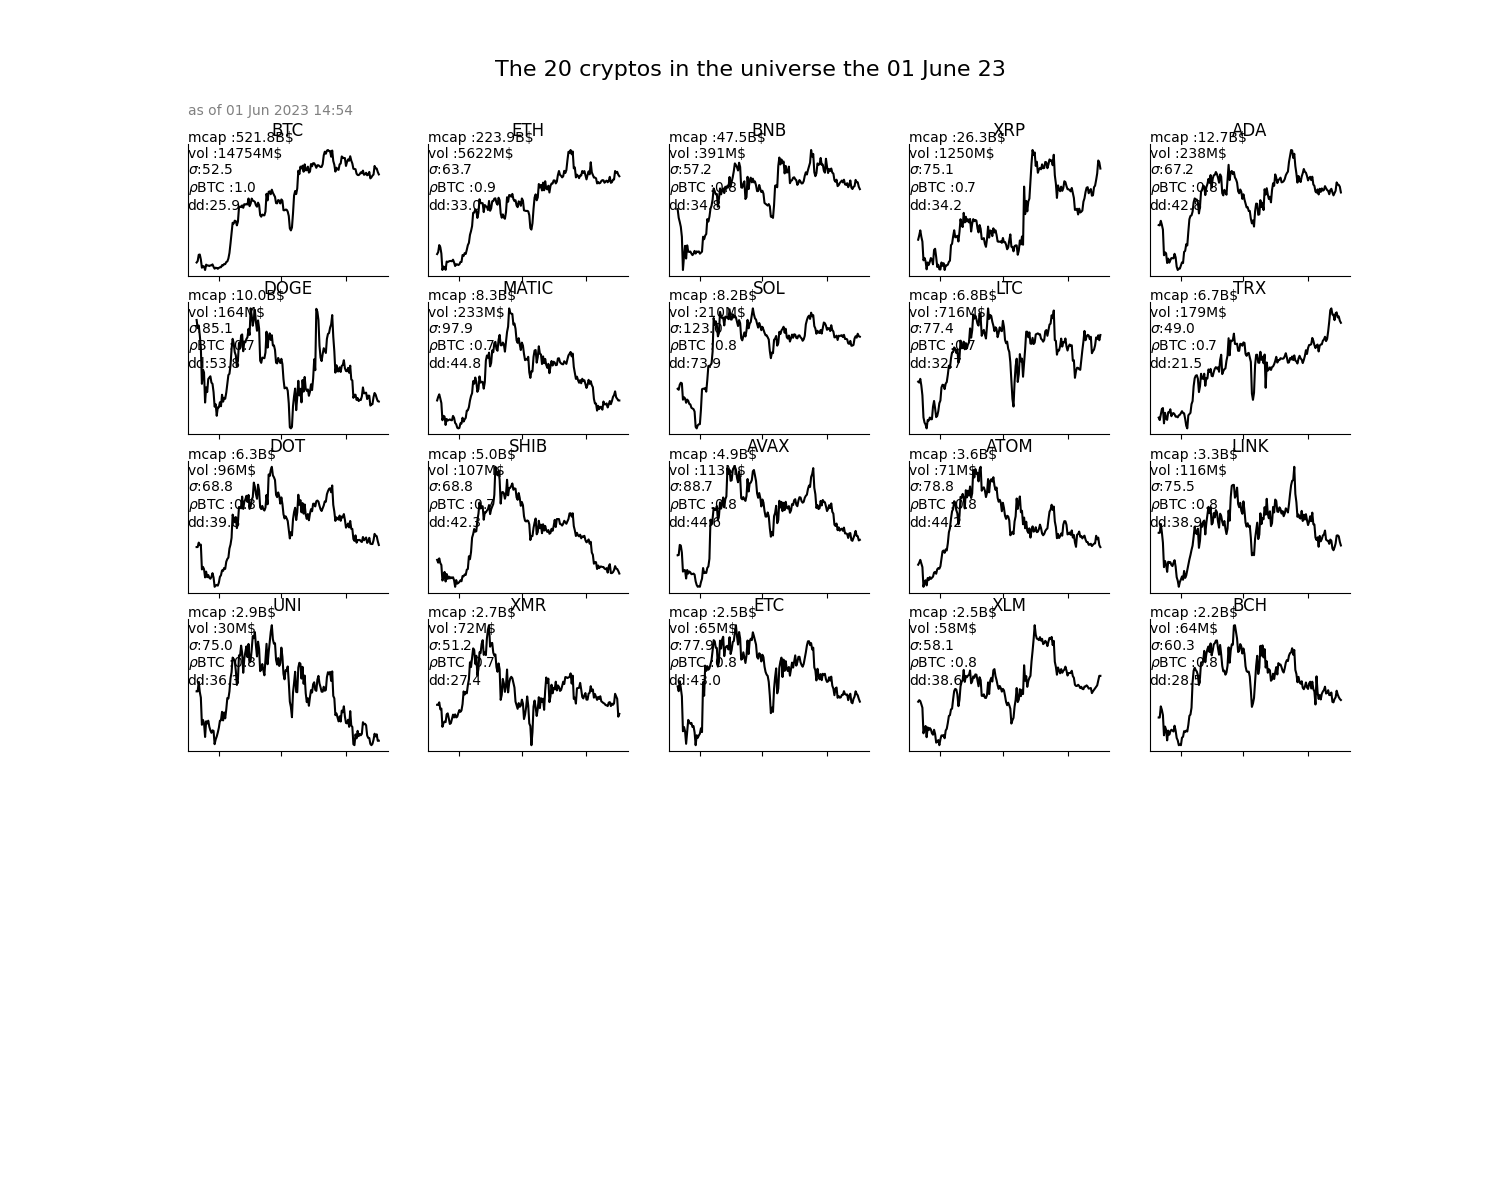 The 20 cryptos in the universe the 01 June 23
as of 01 Jun 2023 14:54
BTC
mcap :521.8B$
vol :14754M$
σ:52.5
ρBTC :1.0
dd:25.9
ETH
mcap :223.9B$
vol :5622M$
σ:63.7
ρBTC :0.9
dd:33.0
BNB
mcap :47.5B$
vol :391M$
σ:57.2
ρBTC :0.8
dd:34.8
XRP
mcap :26.3B$
vol :1250M$
σ:75.1
ρBTC :0.7
dd:34.2
ADA
mcap :12.7B$
vol :238M$
σ:67.2
ρBTC :0.8
dd:42.8
DOGE
mcap :10.0B$
vol :164M$
σ:85.1
ρBTC :0.7
dd:53.8
MATIC
mcap :8.3B$
vol :233M$
σ:97.9
ρBTC :0.7
dd:44.8
SOL
mcap :8.2B$
vol :210M$
ρBTC :0.8
dd:73.9
LTC
mcap :6.8B$
vol :716M$
σ:77.4
ρBTC :0.7
dd:32.7
TRX
mcap :6.7B$
vol :179M$
σ:49.0
ρBTC :0.7
dd:21.5
DOT
mcap :6.3B$
vol :96M$
σ:68.8
ρBTC :0.8
SHIB
mcap :5.0B$
vol :107M$
σ:68.8
ρBTC :0.7
dd:42.3
AVAX
mcap :4.9B$
vol :113M$
σ:88.7
ρBTC :0.8
dd:44.6
ATOM
mcap :3.6B$
vol :71M$
σ:78.8
ρBTC :0.8
dd:44.2
LINK
mcap :3.3B$
vol :116M$
σ:75.5
ρBTC :0.8
dd:38.9
UNI
mcap :2.9B$
vol :30M$
σ:75.0
ρBTC :0.8
dd:36.3
XMR
mcap :2.7B$
vol :72M$
σ:51.2
ρBTC :0.7
dd:27.4
ETC
mcap :2.5B$
vol :65M$
σ:77.9
ρBTC :0.8
dd:43.0
XLM
mcap :2.5B$
vol :58M$
σ:58.1
ρBTC :0.8
dd:38.6
BCH
mcap :2.2B$
vol :64M$
σ:60.3
ρBTC :0.8
dd:28.5